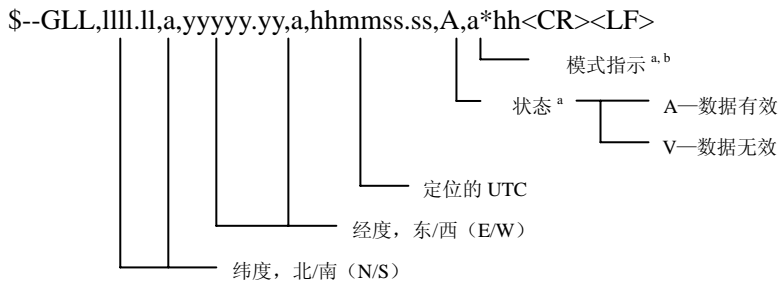 $--GLL,llll.ll,a,yyyyy.yy,a,hhmmss.ss,A,a*hh<CR><LF>
模式指示 a, b
状态 a
A—数据有效
V—数据无效
定位的 UTC
经度，东/西（E/W）
纬度，北/南（N/S）